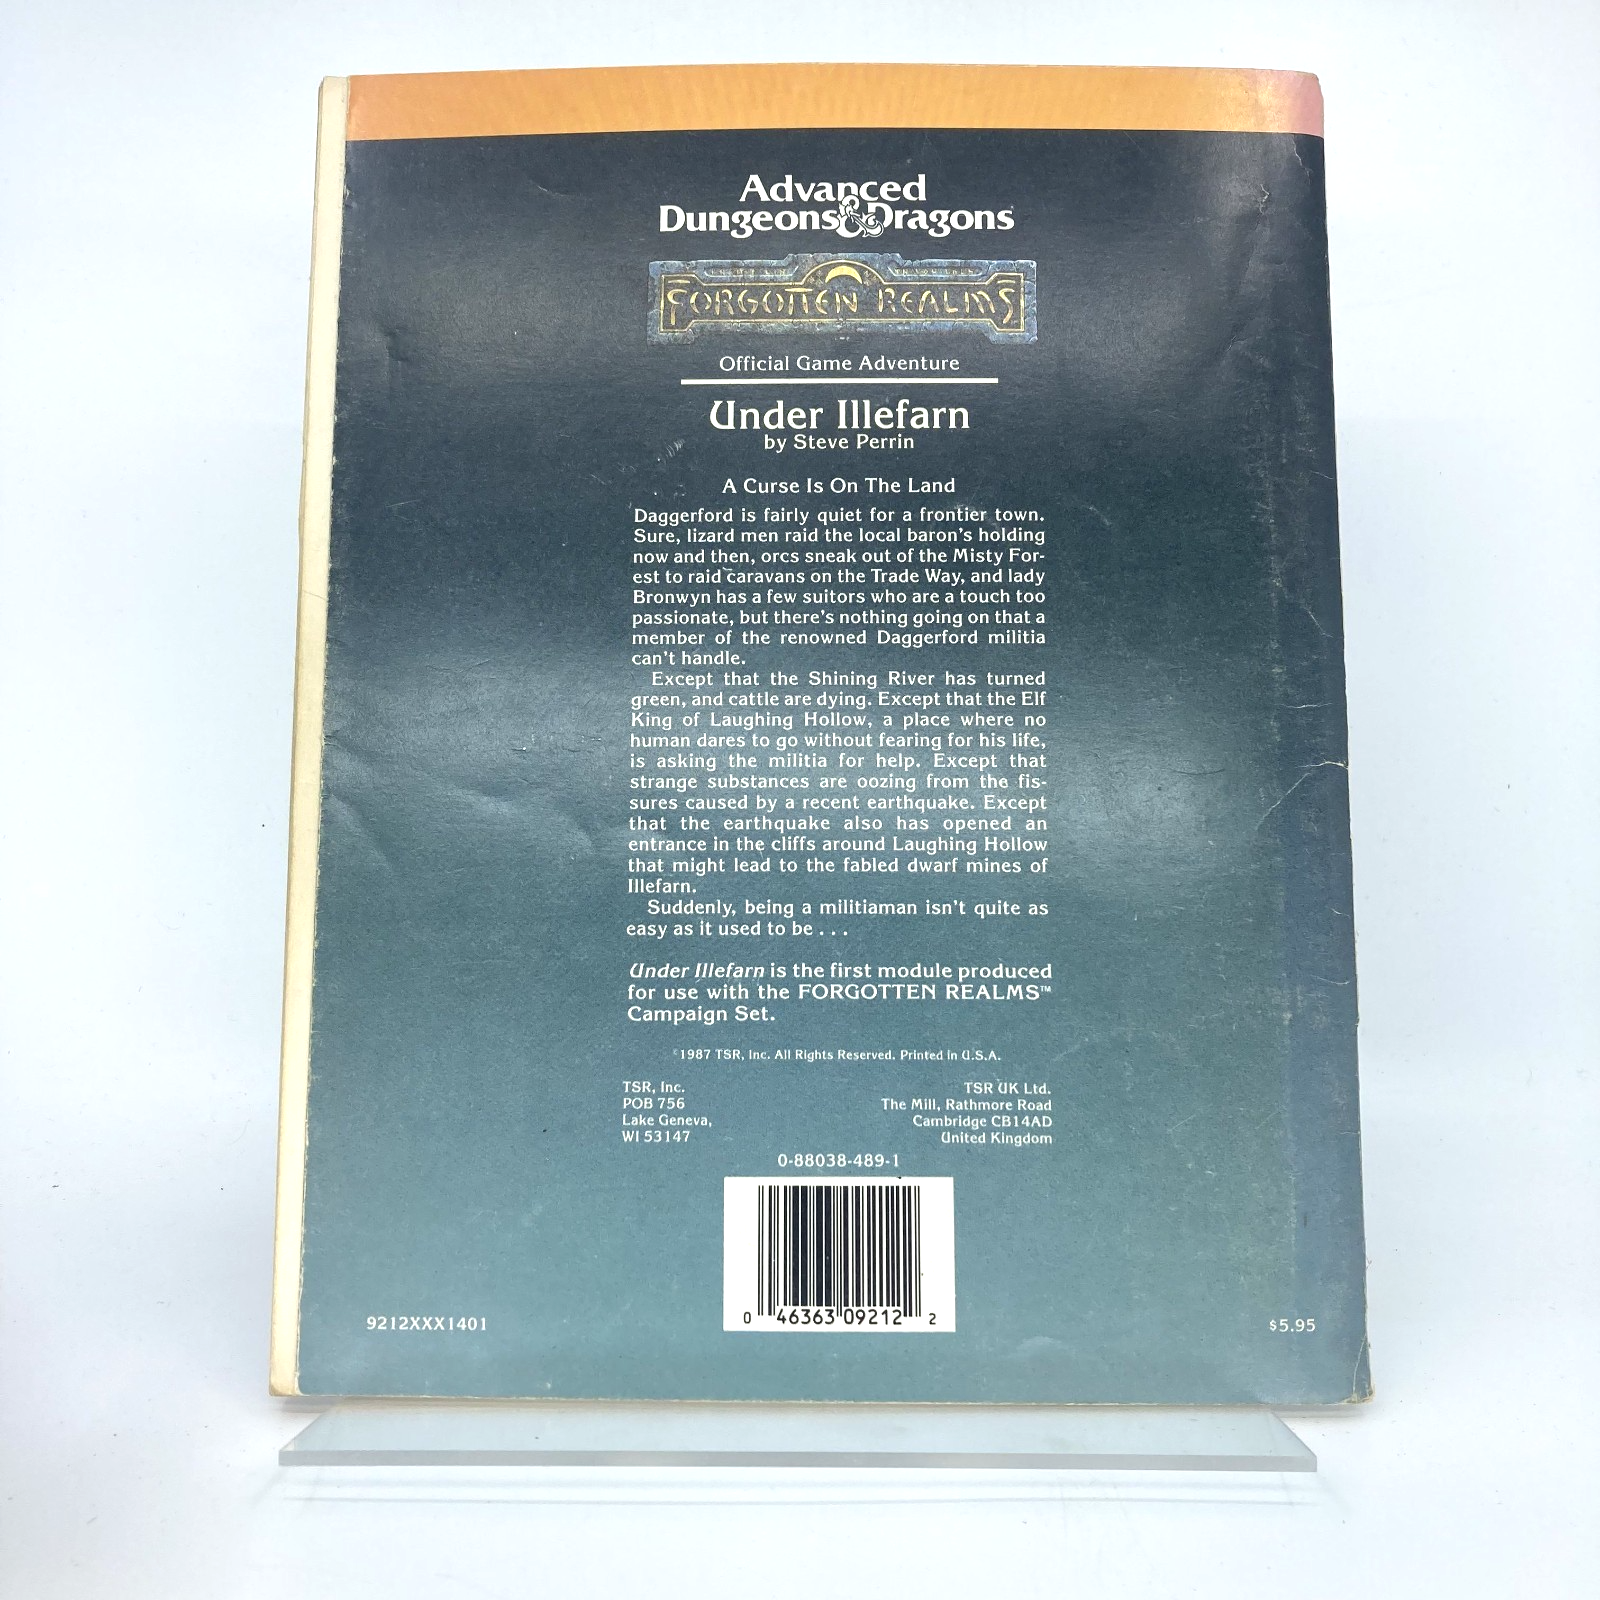 Advanced
Dungeons & Dragons
FORGOTTEN REALMS
Official Game Adventure
Under Illefarn
by Steve Perrin
A Curse Is On The Land
Daggerford is fairly quiet for a frontier town.
Sure, lizard men raid the local baron's holding
now and then, orcs sneak out of the Misty For-
est to raid caravans on the Trade Way, and lady
Bronwyn has a few suitors who are a touch too
passionate, but there's nothing going on that a
member of the renowned Daggerford militia
can't handle.
Except that the Shining River has turned
green, and cattle are dying. Except that the Elf
King of Laughing Hollow, a place where no
human dares to go without fearing for his life,
is asking the militia for help. Except that
strange substances are oozing from the fis-
sures caused by a recent earthquake. Except
that the earthquake also has opened an
entrance in the cliffs around Laughing Hollow
that might lead to the fabled dwarf mines of
Illefarn.
Suddenly, being a militiaman isn't quite as
easy as it used to be . . .
Under Illefarn is the first module produced
for use with the FORGOTTEN REALMS™
Campaign Set.
©1987 TSR, Inc. All Rights Reserved. Printed in U.S.A.
TSR, Inc.
POB 756
Lake Geneva,
WI 53147
TSR UK Ltd.
The Mill, Rathmore Road
Cambridge CB14AD
United Kingdom
0-88038-489-1
0 46363 09212 2
9212XXX1401
$5.95